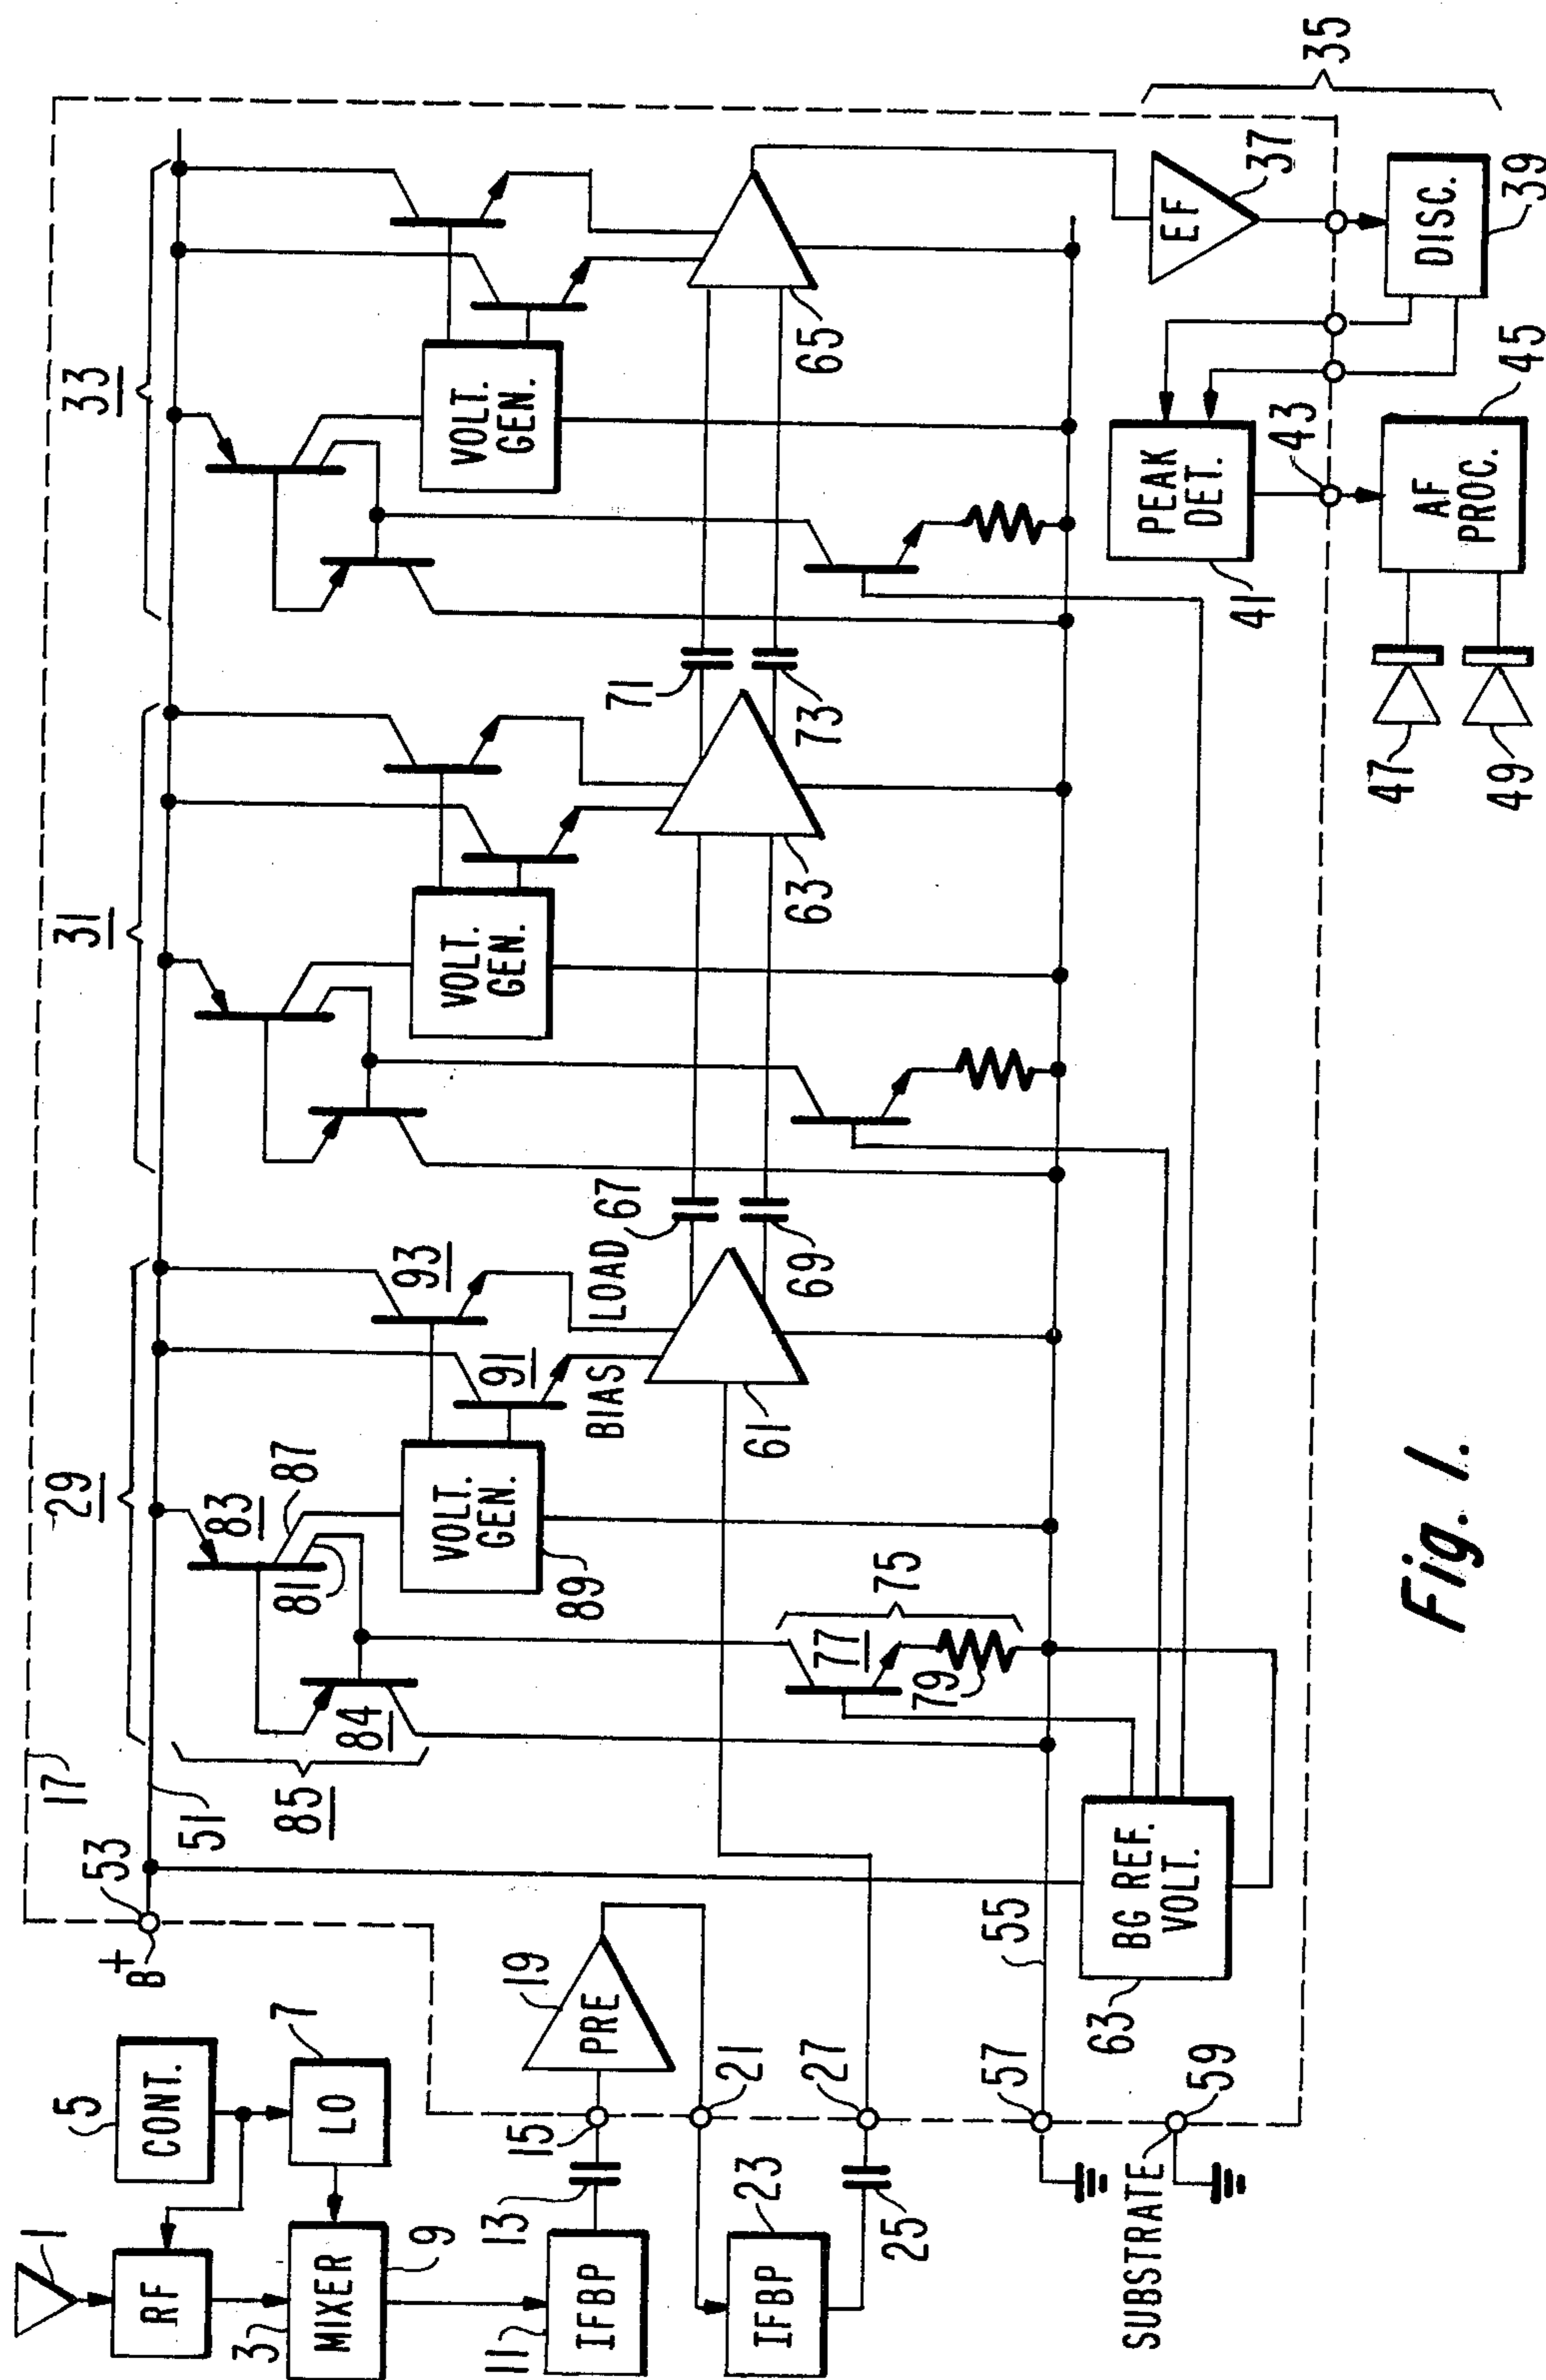 1
5
CONT.
RF
7
LO
3
MIXER
9
11
IFBP
13
15
19
PRE
21
23
IFBP
25
27
B+
53
51
17
SUBSTRATE
57
59
55
63
BG REF.
VOLT.
29
85
84
83
81
87
VOLT.
GEN.
89
77
79
75
91
93
BIAS
LOAD
61
67
69
31
VOLT.
GEN.
63
71
73
33
VOLT.
GEN.
65
35
EF
37
DISC.
39
PEAK
DET.
41
43
AF
PROC.
45
47
49
Fig. 1.